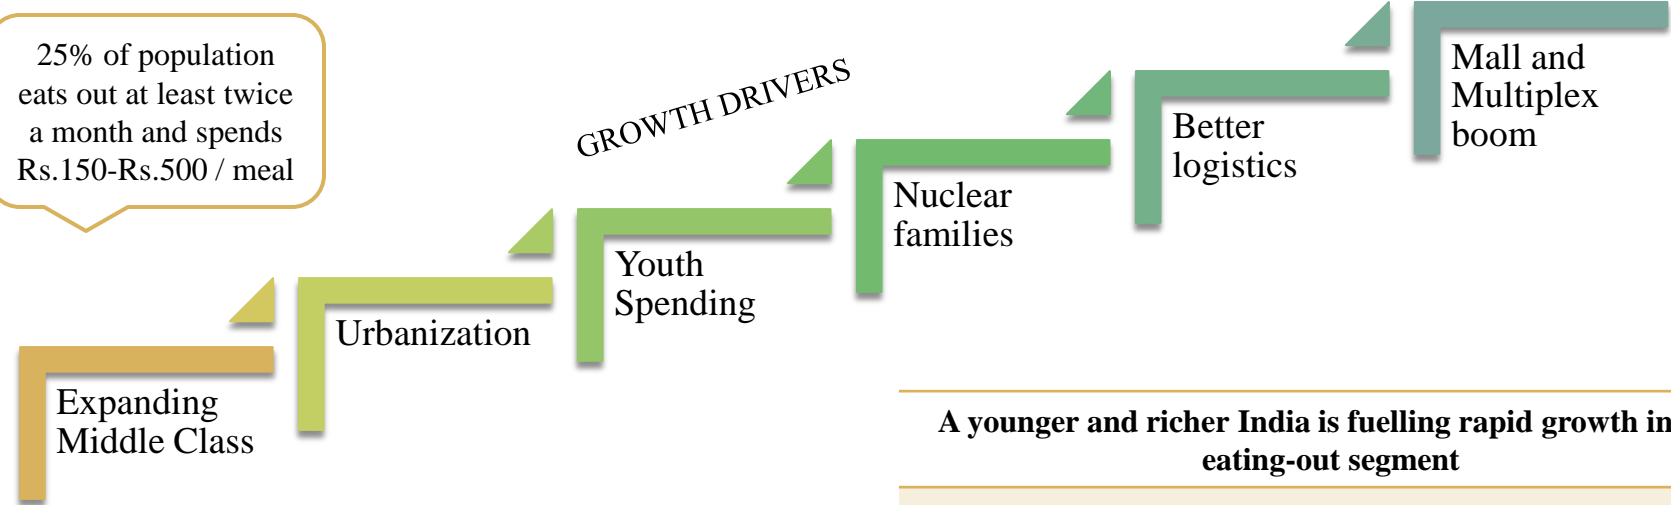 25% of population
eats out at least twice
a month and spends
Rs.150-Rs.500 / meal
GROWTH DRIVERS
Expanding
Middle Class
Urbanization
Youth
Spending
Nuclear
families
Better
logistics
Mall and
Multiplex
boom
A younger and richer India is fuelling rapid growth in
eating-out segment